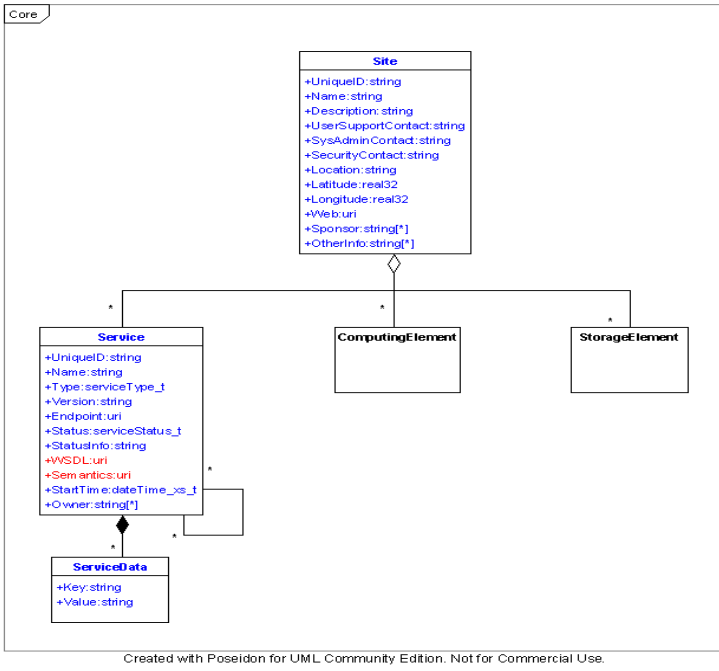 Core
Site
+UniqueID:string
+Name:string
+Description:string
+UserSupportContact:string
+SysAdminContact:string
+SecurityContact:string
+Location:string
+Latitude:real32
+Longitude:real32
+Web:uri
+Sponsor:string[*]
+OtherInfo:string[*]
* * *
Service
+UniqueID:string
+Name:string
+Type:serviceType_t
+Version:string
+Endpoint:uri
+Status:serviceStatus_t
+StatusInfo:string
+WSDL:uri
+Semantics:uri
+StartTime:dateTime_xs_t
+Owner:string[*]
ComputingElement
StorageElement
*
*
*
ServiceData
+Key:string
+Value:string
Created with Poseidon for UML Community Edition. Not for Commercial Use.